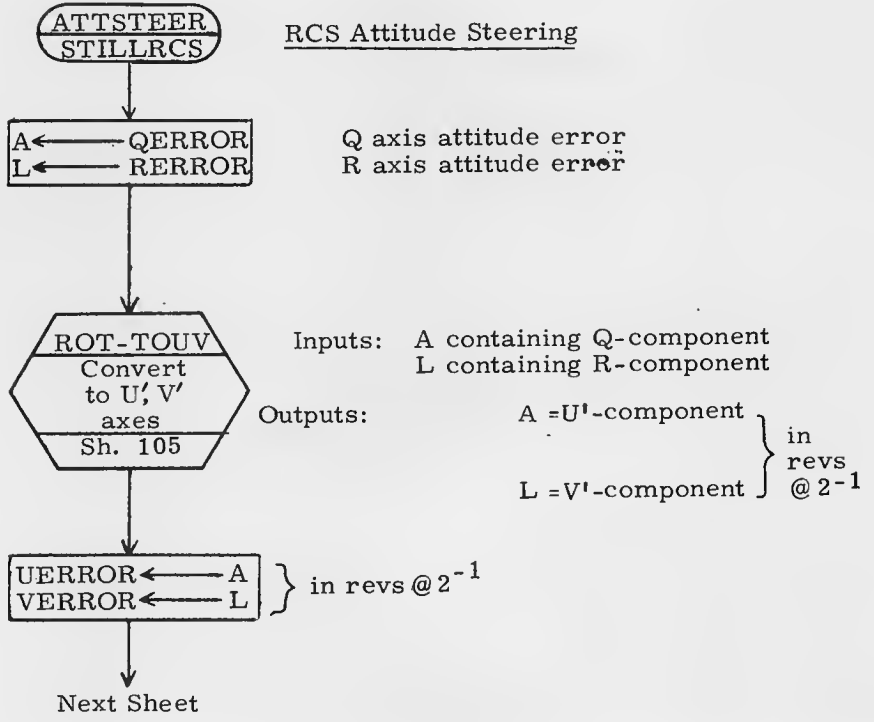 ATTSTEER
STILLRCS
RCS Attitude Steering
A ← QERROR
L ← RERROR
Q axis attitude error
R axis attitude error
ROT-TOUV
Convert
to U', V'
axes
Sh. 105
Inputs: A containing Q-component
L containing R-component
Outputs: A =U'-component
L =V'-component
in
revs
@ 2⁻¹
UERROR ← A
VERROR ← L
in revs @ 2⁻¹
Next Sheet